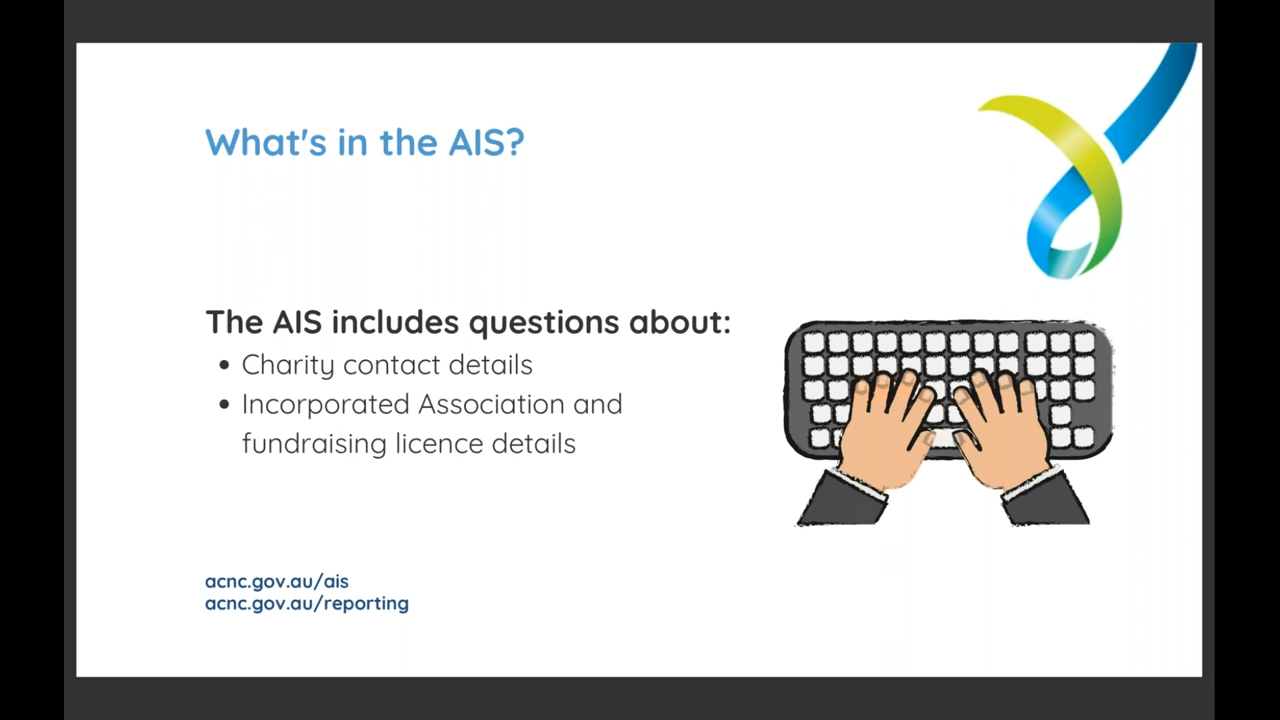 What's in the AIS?
The AIS includes questions about:
• Charity contact details
• Incorporated Association and
fundraising licence details
acnc.gov.au/ais
acnc.gov.au/reporting